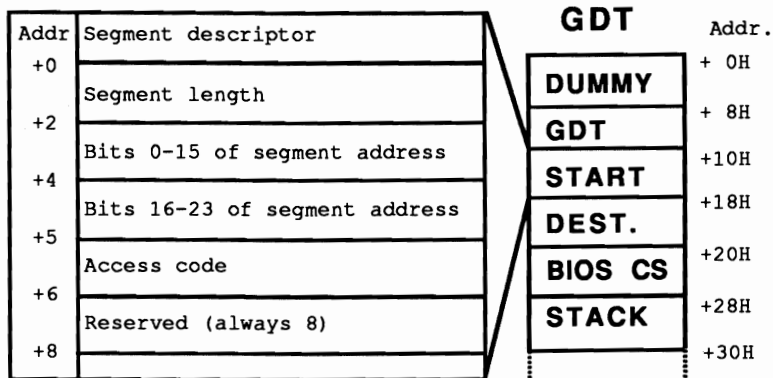 Addr Segment descriptor
+0
Segment length
+2
Bits 0-15 of segment address
+4
Bits 16-23 of segment address
+5
Access code
+6
Reserved (always 8)
+8
GDT Addr.
+ 0H
DUMMY
+ 8H
GDT
+10H
START
+18H
DEST.
+20H
BIOS CS
+28H
STACK
+30H